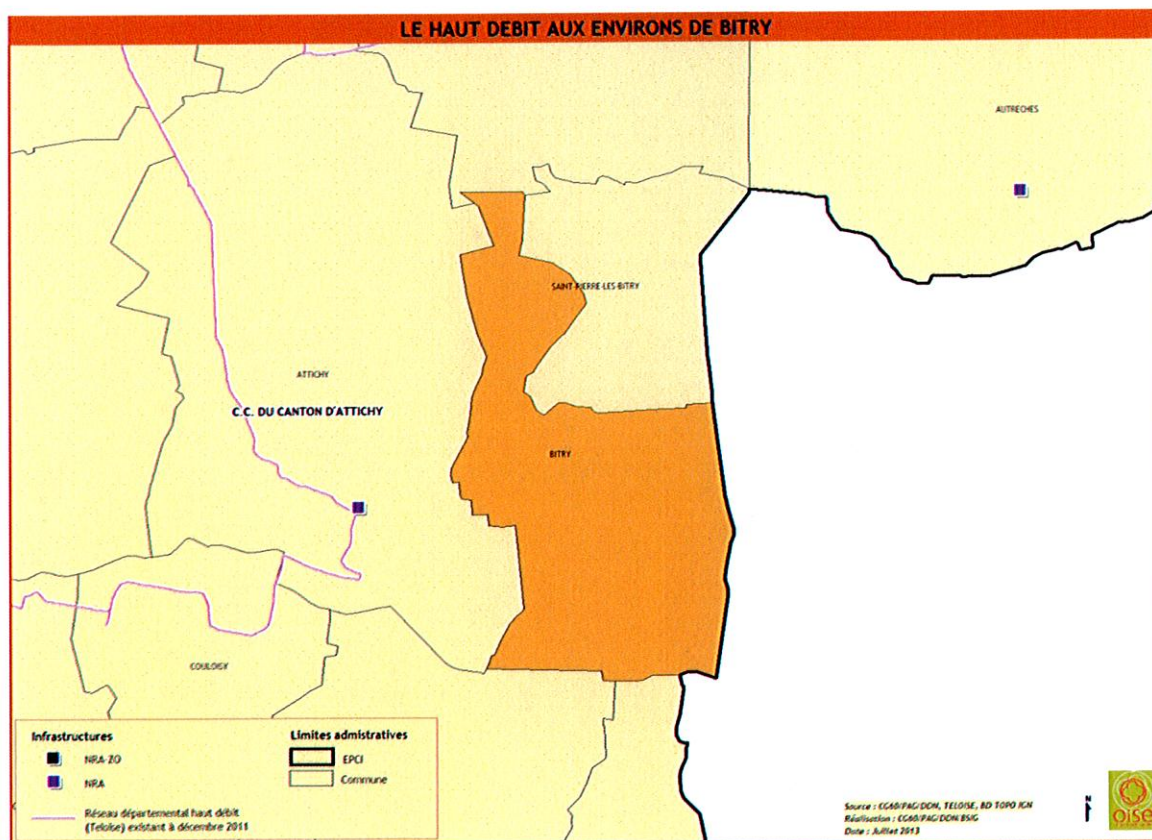 LE HAUT DEBIT AUX ENVIRONS DE BITRY
AUTRECHES
SAINT-PIERRE-LES-BITRY
ATTICHY
C.C. DU CANTON D'ATTICHY
BITRY
COULOISY
Infrastructures
NRA-ZO
NRA
Réseau départemental haut débit
(Teloise) existant à décembre 2011
Limites admistratives
EPCI
Commune
Source : CG60/PAG/DDN, TELOISE, BD TOPO IGN
Réalisation : CG60/PAG/DDN/BSIG
Date : Juillet 2013
N
oise